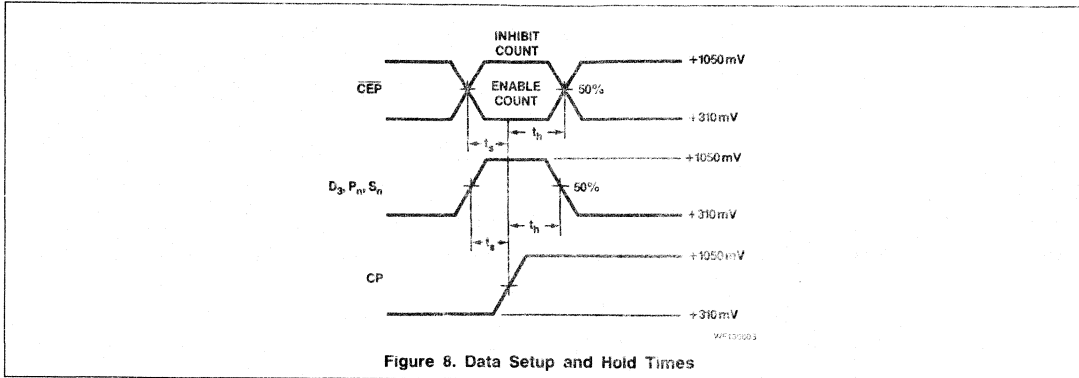 INHIBIT
COUNT
+1050 mV
CEP
ENABLE
COUNT
50%
+310 mV
ts
th
+1050 mV
D3, Pn, Sn
50%
+310 mV
ts
th
+1050 mV
CP
+310 mV
Figure 8. Data Setup and Hold Times